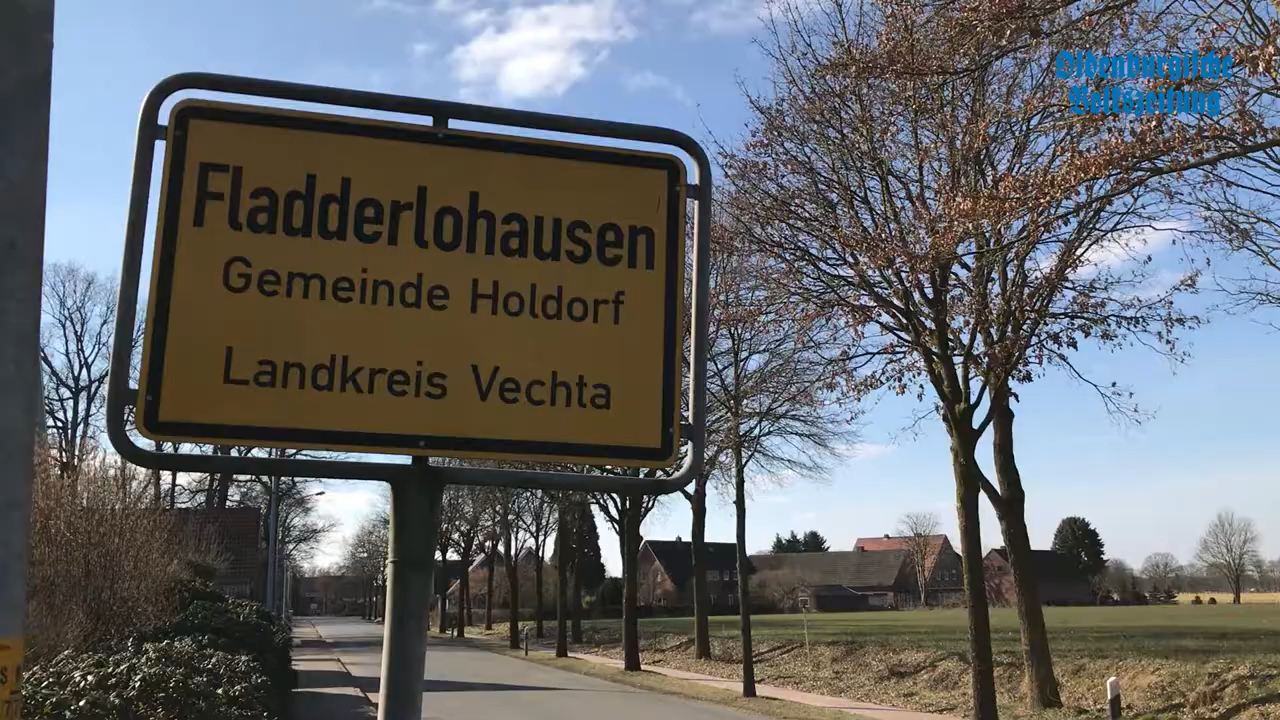 Oldenburgische
Volkszeitung
Fladderlohausen
Gemeinde Holdorf
Landkreis Vechta